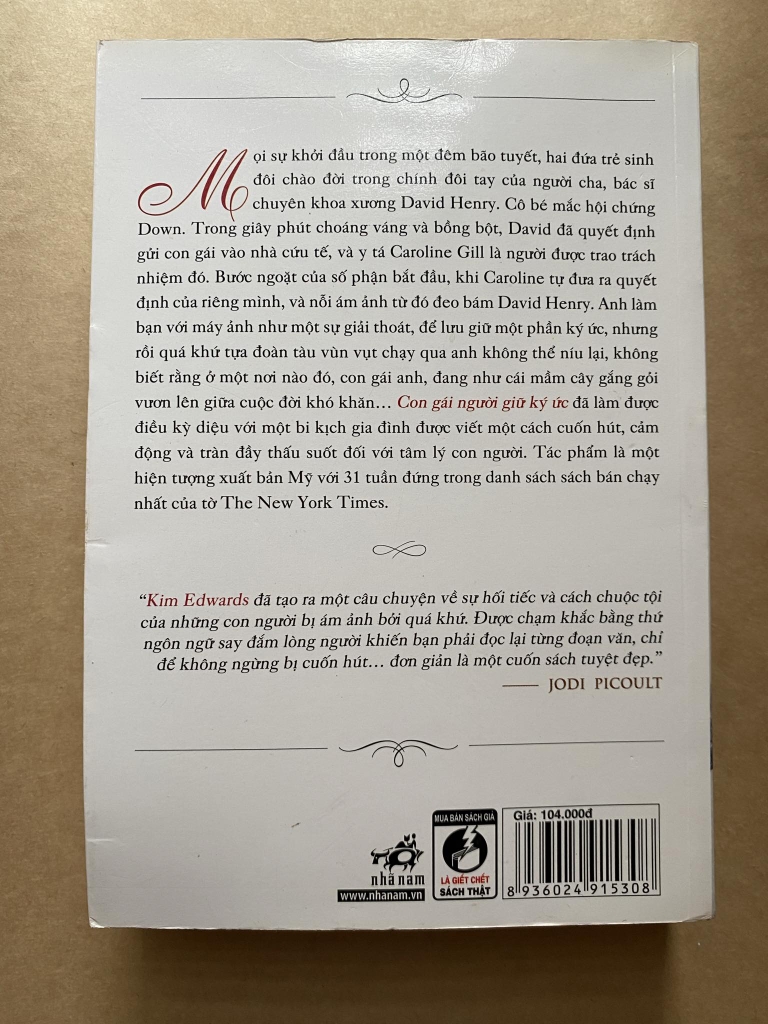 Mọi sự khởi đầu trong một đêm bão tuyết, hai đứa trẻ sinh
đôi chào đời trong chính đôi tay của người cha, bác sĩ
chuyên khoa xương David Henry. Cô bé mắc hội chứng
Down. Trong giây phút choáng váng và bồng bột, David đã quyết định
gửi con gái vào nhà cứu tế, và y tá Caroline Gill là người được trao trách
nhiệm đó. Bước ngoặt của số phận bắt đầu, khi Caroline tự đưa ra quyết
định của riêng mình, và nỗi ám ảnh từ đó đeo bám David Henry. Anh làm
bạn với máy ảnh như một sự giải thoát, để lưu giữ một phần ký ức, nhưng
rồi quá khứ tựa đoàn tàu vùn vụt chạy qua anh không thể níu lại, không
biết rằng ở một nơi nào đó, con gái anh, đang như cái mầm cây gắng gỏi
vươn lên giữa cuộc đời khó khăn... Con gái người giữ ký ức đã làm được
điều kỳ diệu với một bi kịch gia đình được viết một cách cuốn hút, cảm
động và tràn đầy thấu suốt đối với tâm lý con người. Tác phẩm là một
hiện tượng xuất bản Mỹ với 31 tuần đứng trong danh sách sách bán chạy
nhất của tờ The New York Times.
“Kim Edwards đã tạo ra một câu chuyện về sự hối tiếc và cách chuộc tội
của những con người bị ám ảnh bởi quá khứ. Được chạm khắc bằng thứ
ngôn ngữ say đắm lòng người khiến bạn phải đọc lại từng đoạn văn, chỉ
để không ngừng bị cuốn hút... đơn giản là một cuốn sách tuyệt đẹp.”
—— JODI PICOULT
nhã nam
www.nhanam.vn
MUA BÁN SÁCH GIẢ
LÀ GIẾT CHẾT
SÁCH THẬT
Giá: 104.000đ
8 936024 915308